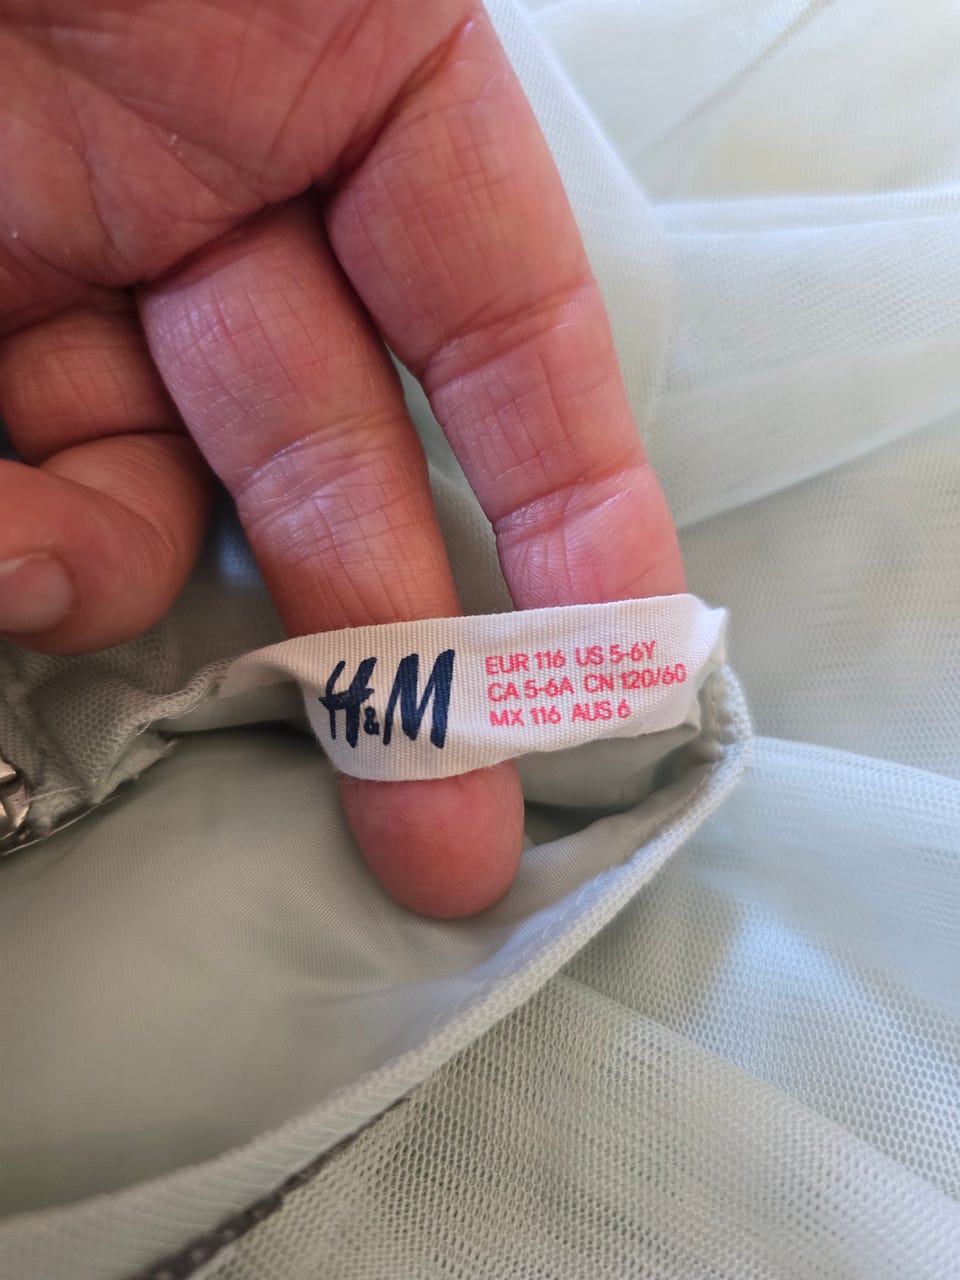 H&M
EUR 116 US 5-6Y
CA 5-6A CN 120/60
MX 116 AUS 6